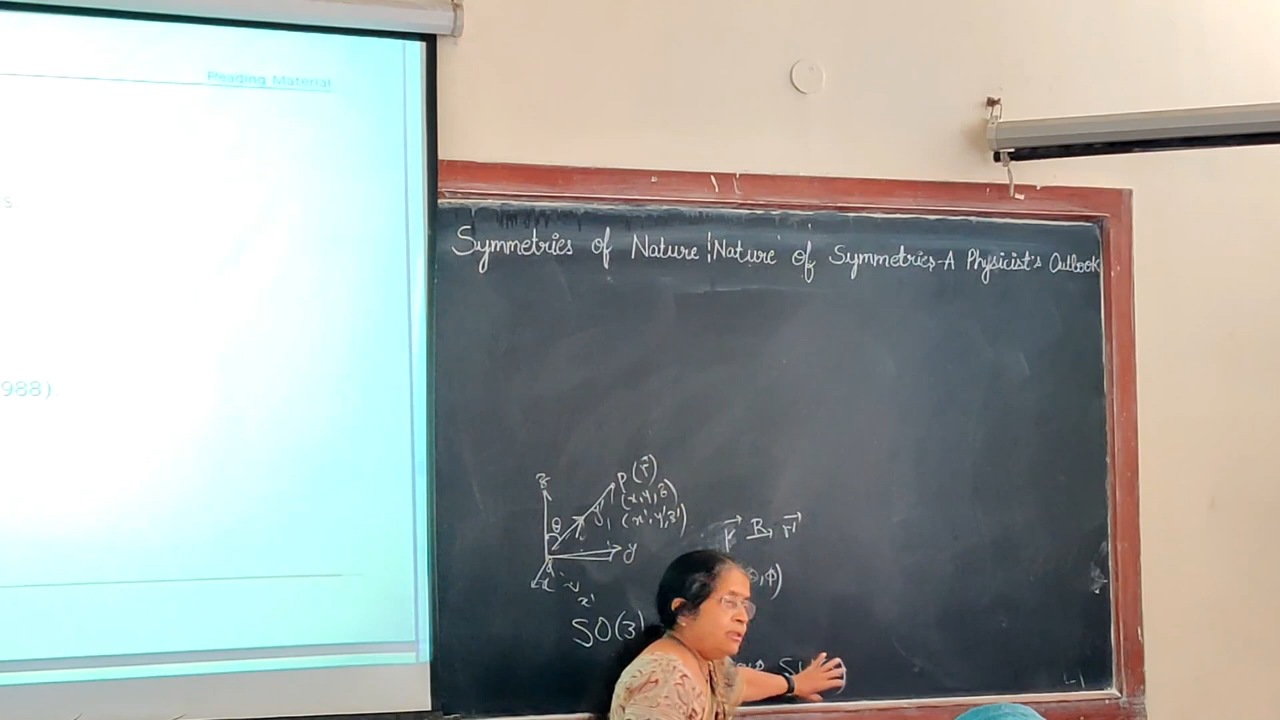 Reading Material
s
988).
Symmetries of Nature: Nature of Symmetries-A Physicist's Outlook
z
P(r⃗)
(x,y,z)
(x',y',z')
θ
y
x
x'
r⃗ R, r⃗'
,φ)
SO(3)